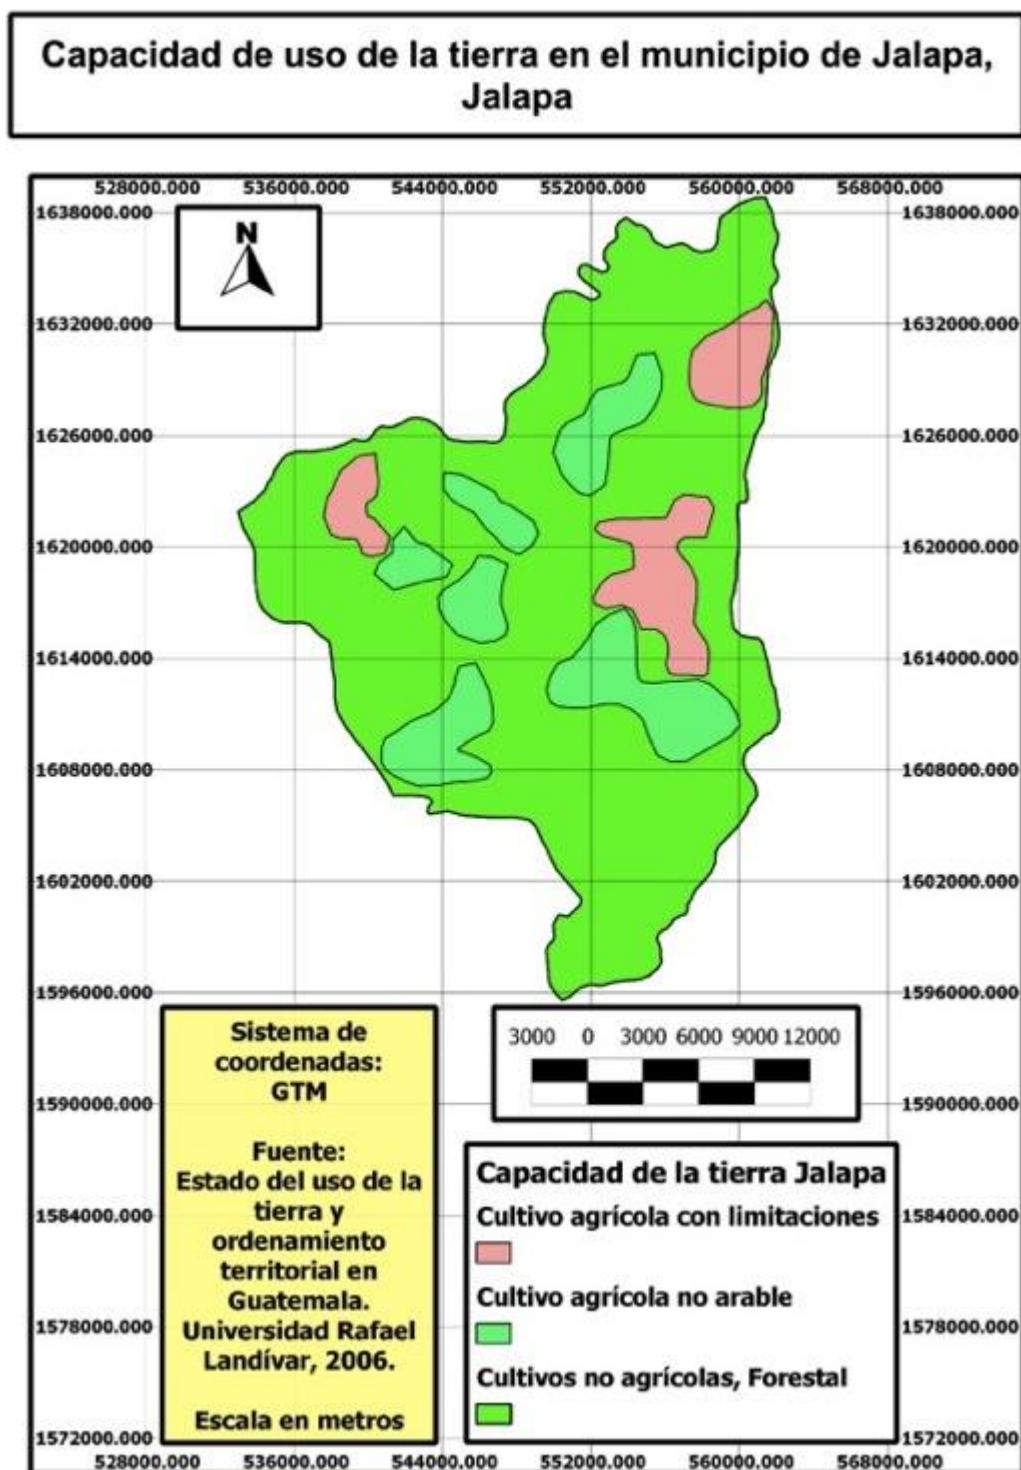 Capacidad de uso de la tierra en el municipio de Jalapa,
Jalapa
528000.000 536000.000 544000.000 552000.000 560000.000 568000.000
1638000.000 1638000.000
N
1632000.000 1632000.000
1626000.000 1626000.000
1620000.000 1620000.000
1614000.000 1614000.000
1608000.000 1608000.000
1602000.000 1602000.000
1596000.000 1596000.000
Sistema de
coordenadas:
GTM
Fuente:
Estado del uso de la
tierra y
ordenamiento
territorial en
Guatemala.
Universidad Rafael
Landívar, 2006.
Escala en metros
3000 0 3000 6000 9000 12000
1590000.000 1590000.000
Capacidad de la tierra Jalapa
Cultivo agrícola con limitaciones
Cultivo agrícola no arable
Cultivos no agrícolas, Forestal
1584000.000 1584000.000
1578000.000 1578000.000
1572000.000 1572000.000
528000.000 536000.000 544000.000 552000.000 560000.000 568000.000